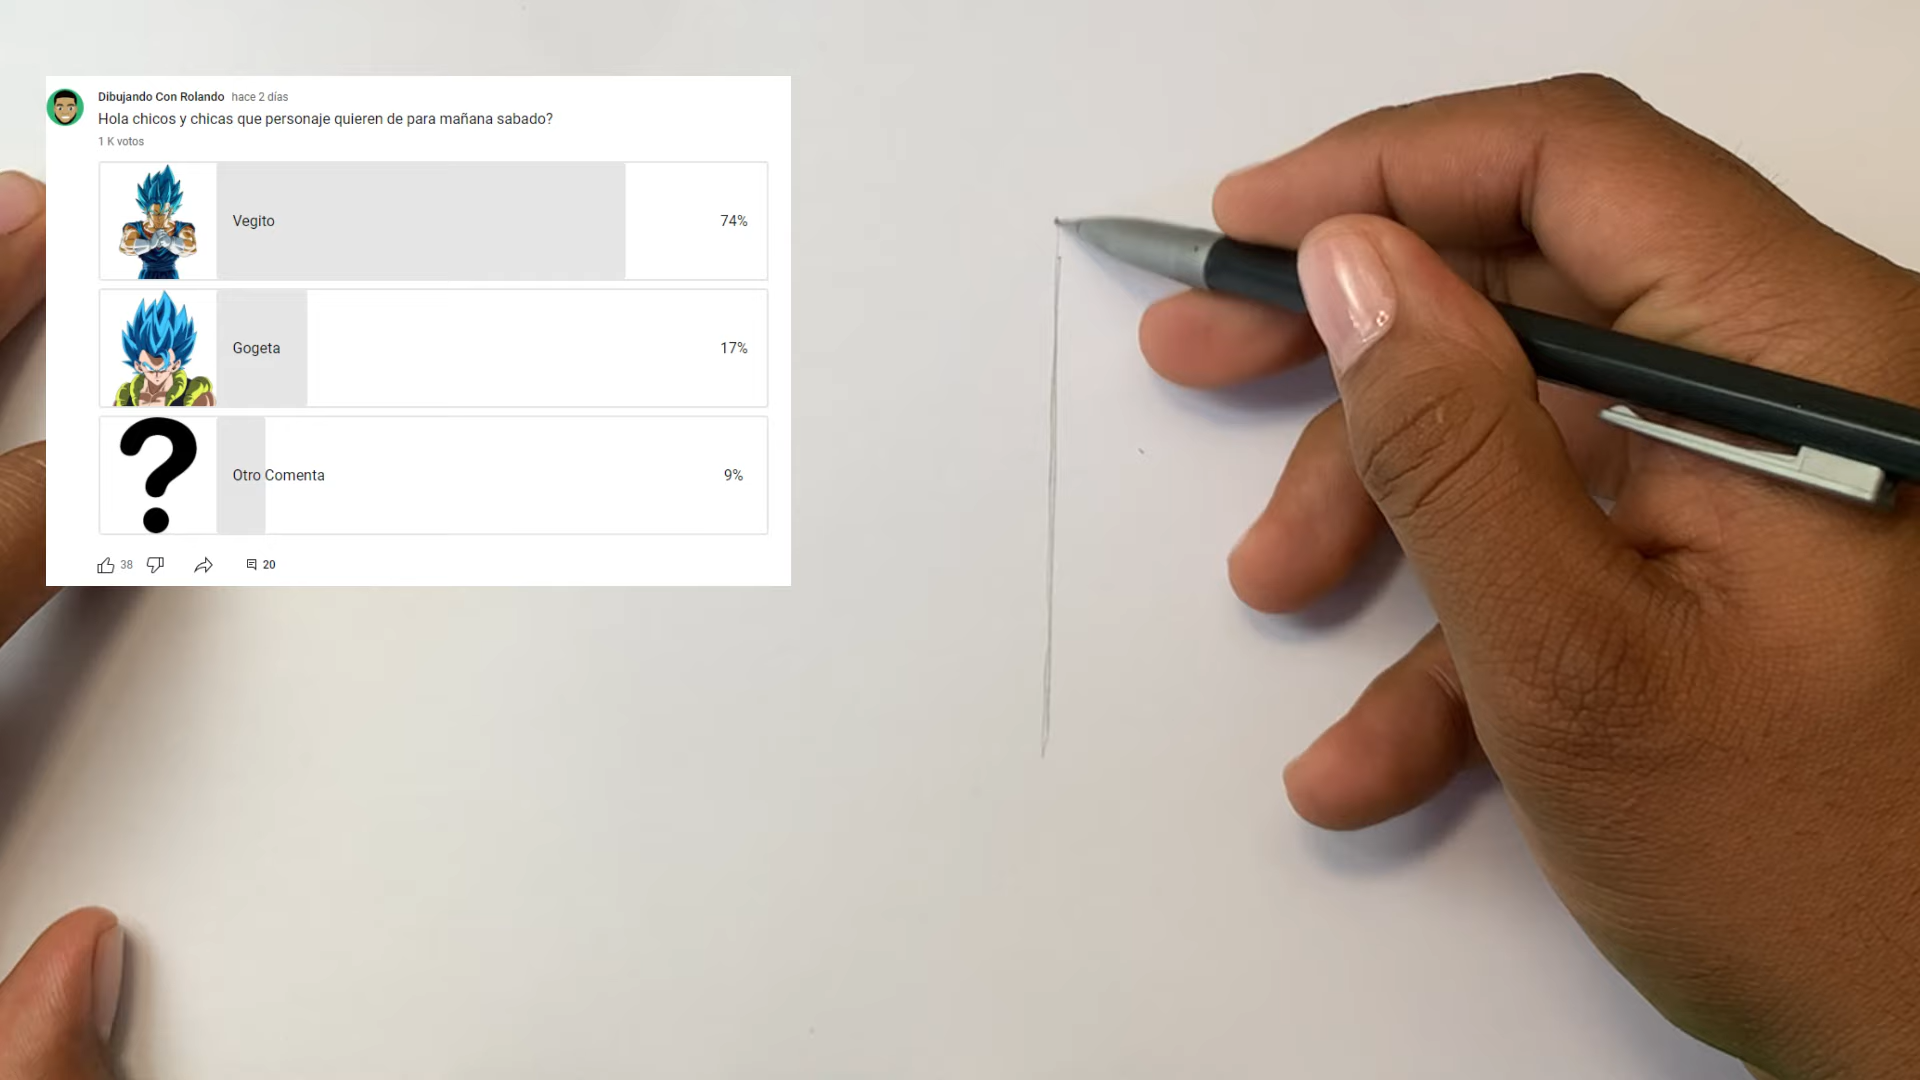 Dibujando Con Rolando hace 2 días
Hola chicos y chicas que personaje quieren de para mañana sabado?
1 K votos
Vegito 74%
Gogeta 17%
Otro Comenta 9%
38 20